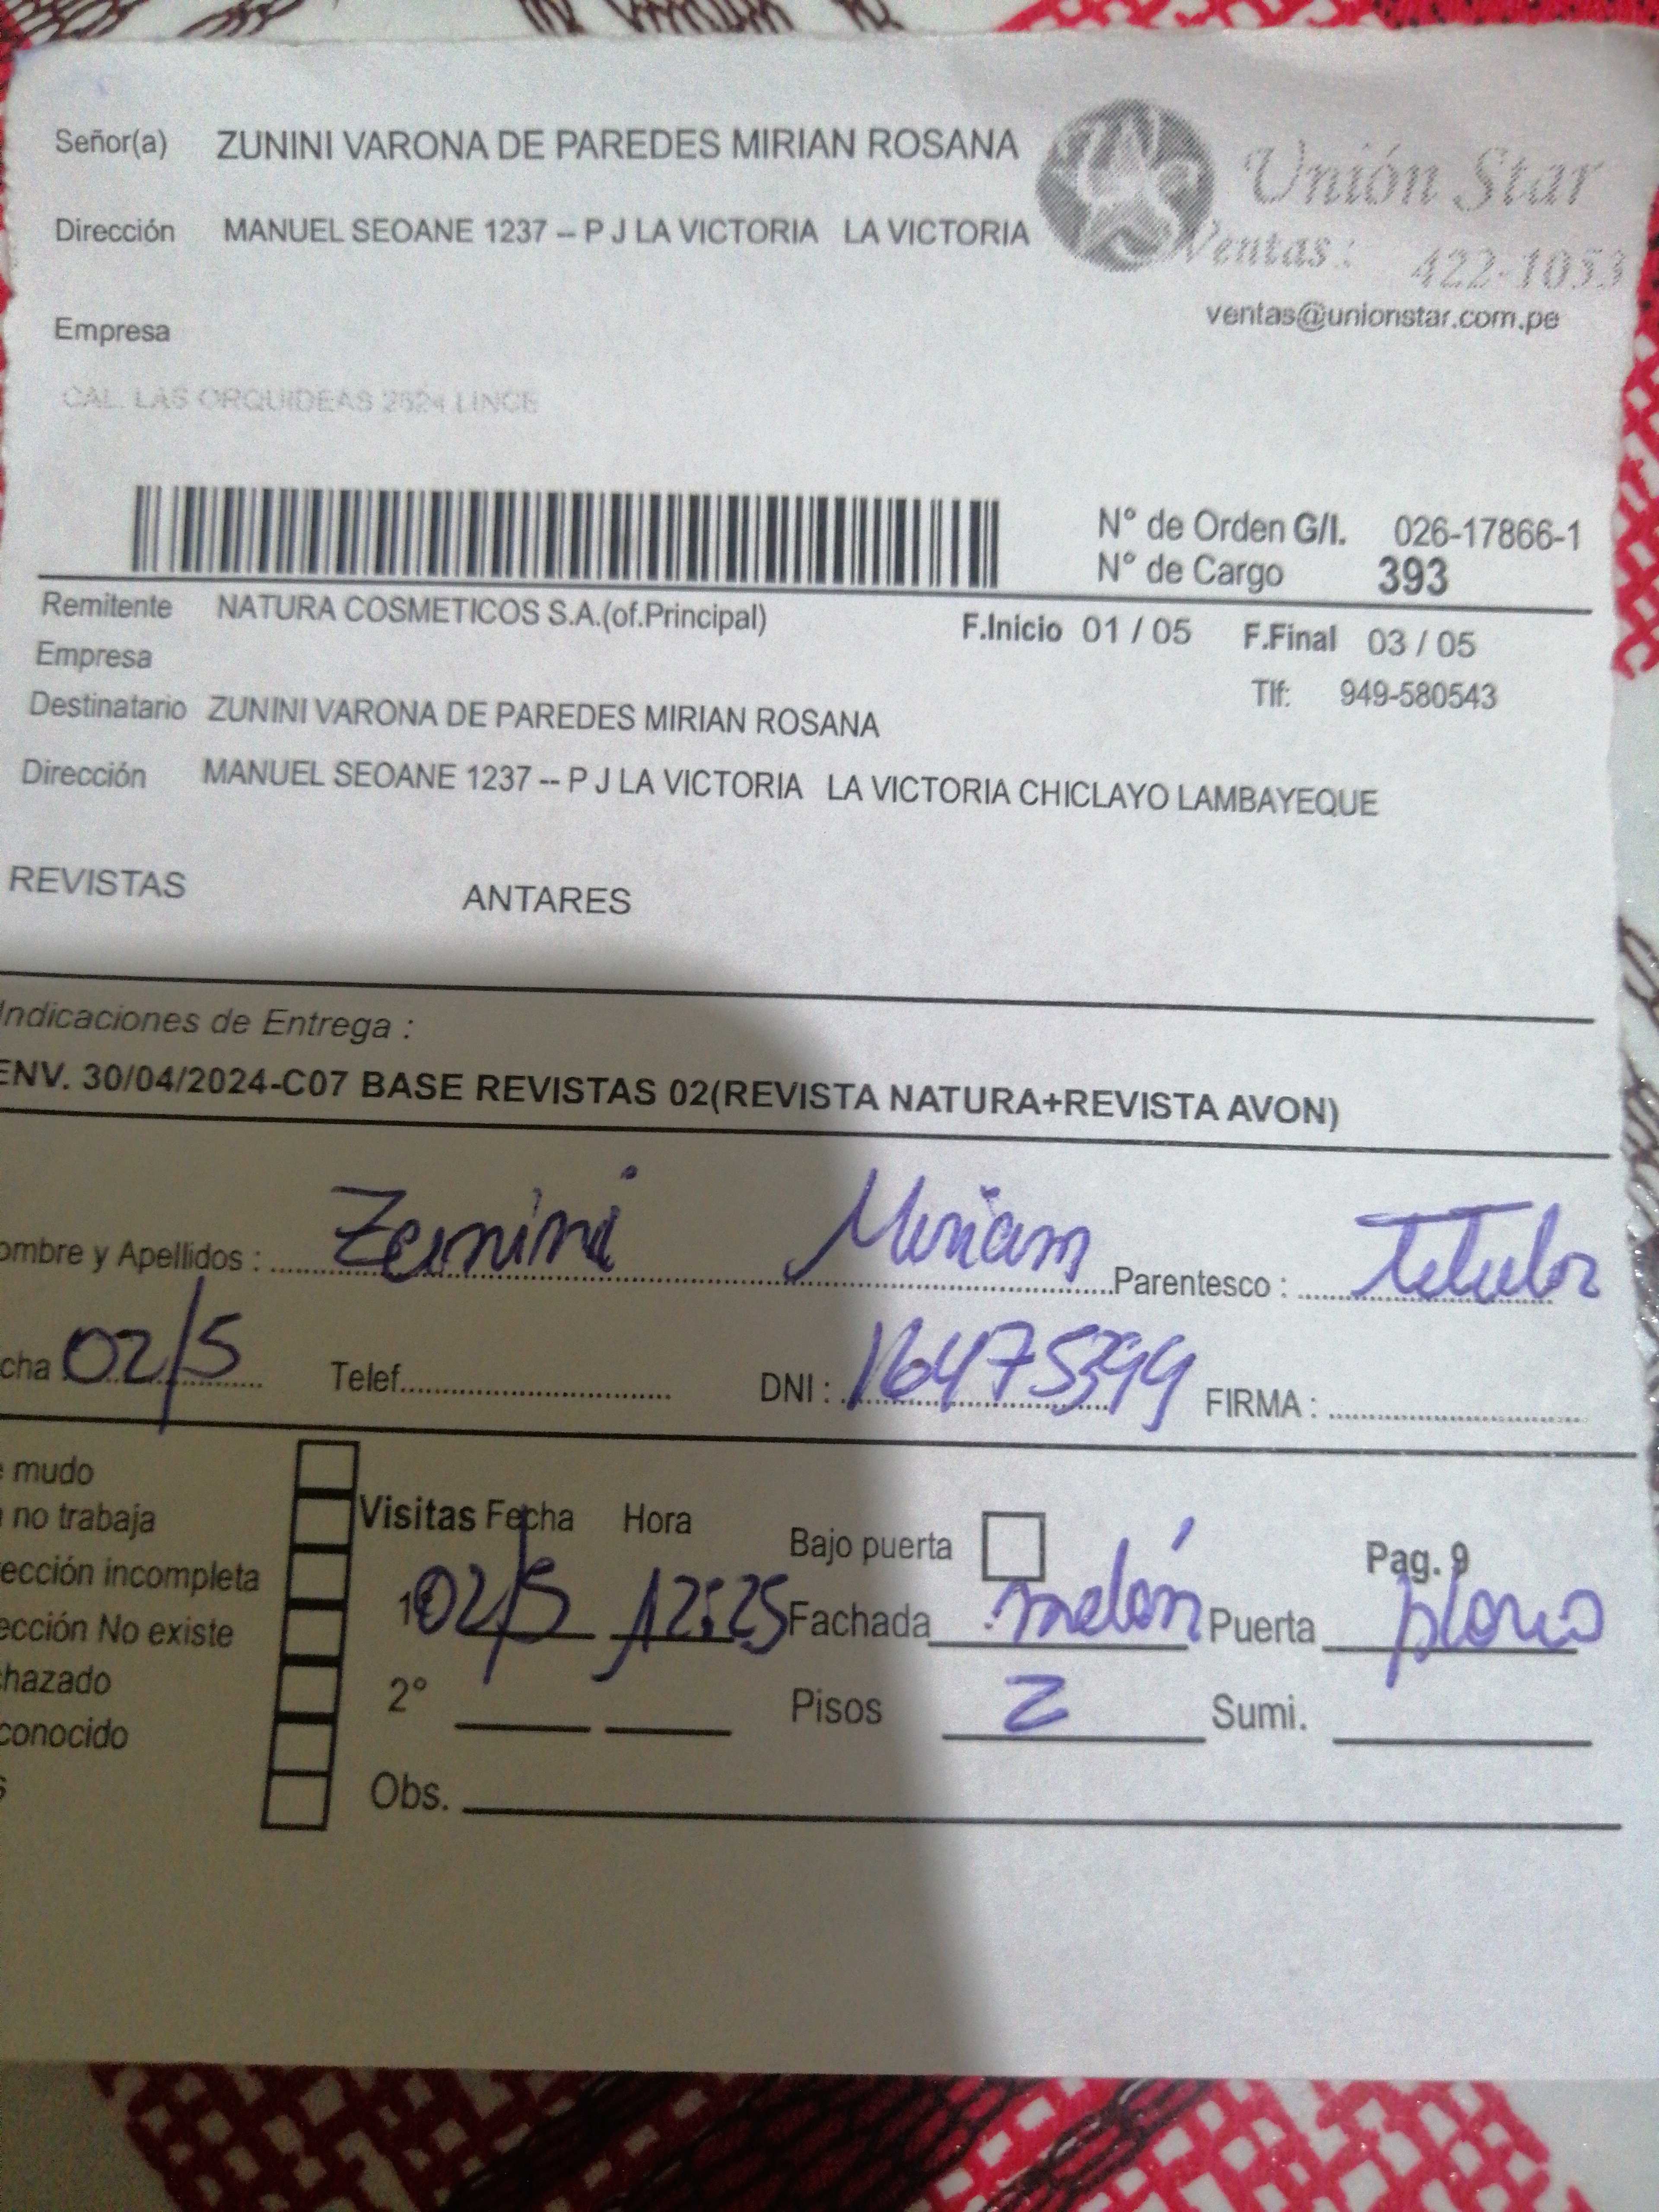 Señor(a) ZUNINI VARONA DE PAREDES MIRIAN ROSANA
Unión Star
Dirección MANUEL SEOANE 1237 -- P J LA VICTORIA LA VICTORIA
Ventas: 422-1053
ventas@unionstar.com.pe
Empresa
CAL. LAS ORQUIDEAS 2624 LINCE
N° de Orden G/I. 026-17866-1
N° de Cargo 393
Remitente NATURA COSMETICOS S.A.(of.Principal) F.Inicio 01 / 05 F.Final 03 / 05
Empresa
Tlf: 949-580543
Destinatario ZUNINI VARONA DE PAREDES MIRIAN ROSANA
Dirección MANUEL SEOANE 1237 -- P J LA VICTORIA LA VICTORIA CHICLAYO LAMBAYEQUE
REVISTAS ANTARES
Indicaciones de Entrega :
ENV. 30/04/2024-C07 BASE REVISTAS 02(REVISTA NATURA+REVISTA AVON)
ombre y Apellidos : Zunini Miriam Parentesco : titular
cha 02/5 Telef. DNI : 16475399 FIRMA :
mudo
no trabaja
Visitas Fecha Hora Bajo puerta Pag. 9
ección incompleta
1° 02/5 12:25 Fachada melón Puerta plomo
ección No existe
hazado
2° Pisos 2 Sumi.
conocido
s
Obs.